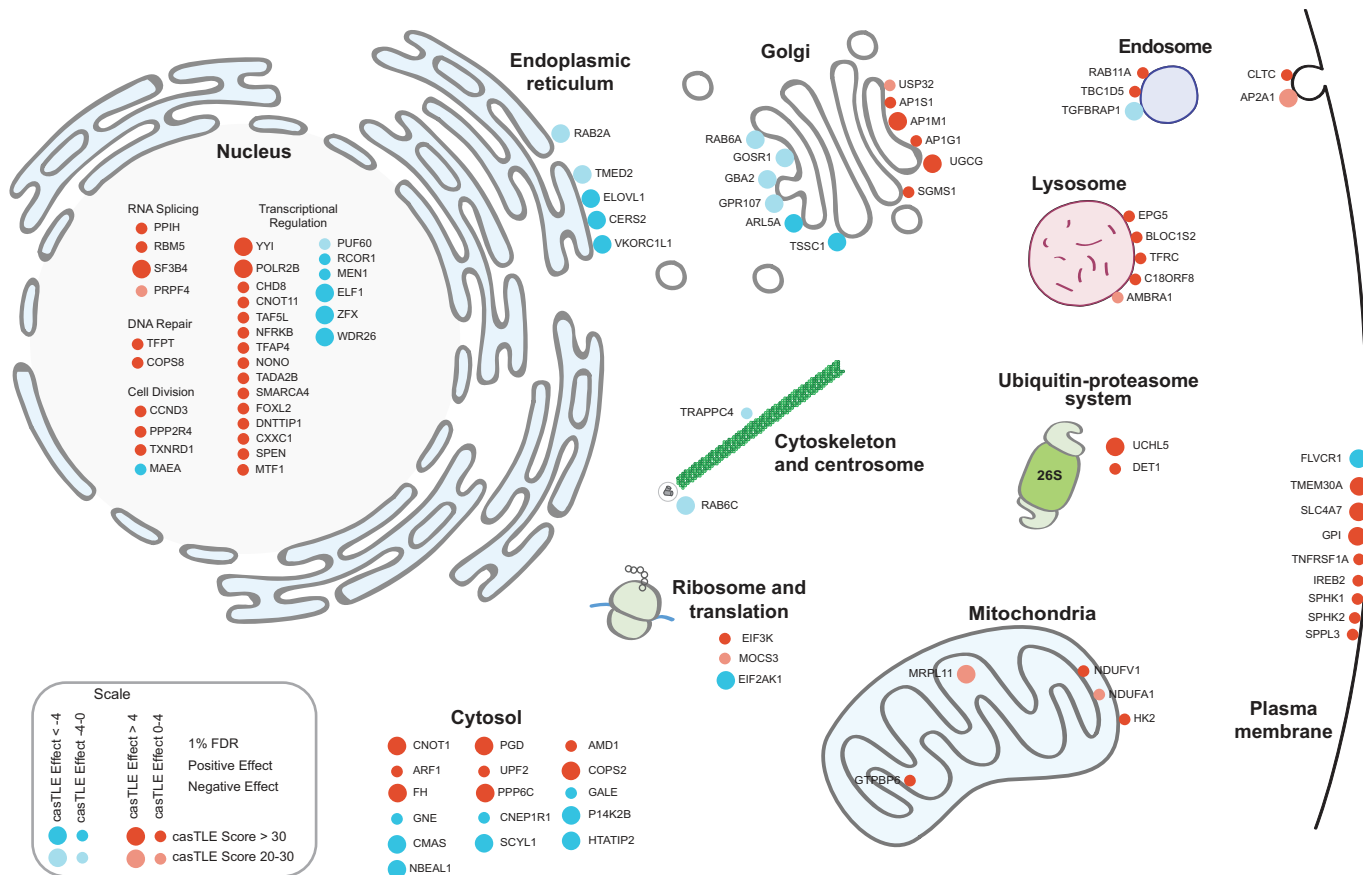 Endoplasmic
reticulum
RAB2A
TMED2
ELOVL1
CERS2
VKORC1L1
Golgi
USP32
AP1S1
AP1M1
AP1G1
UGCG
SGMS1
RAB6A
GOSR1
GBA2
GPR107
ARL5A
TSSC1
Endosome
RAB11A
TBC1D5
TGFBRAP1
CLTC
AP2A1
Nucleus
RNA Splicing
PPIH
RBM5
SF3B4
PRPF4
DNA Repair
TFPT
COPS8
Cell Division
CCND3
PPP2R4
TXNRD1
MAEA
Transcriptional
Regulation
YYI
POLR2B
CHD8
CNOT11
TAF5L
NFRKB
TFAP4
NONO
TADA2B
SMARCA4
FOXL2
DNTTIP1
CXXC1
SPEN
MTF1
PUF60
RCOR1
MEN1
ELF1
ZFX
WDR26
Lysosome
EPG5
BLOC1S2
TFRC
C18ORF8
AMBRA1
TRAPPC4
Cytoskeleton
and centrosome
RAB6C
Ubiquitin-proteasome
system
26S
UCHL5
DET1
FLVCR1
TMEM30A
SLC4A7
GPI
TNFRSF1A
IREB2
SPHK1
SPHK2
SPPL3
Plasma
membrane
Ribosome and
translation
EIF3K
MOCS3
EIF2AK1
Mitochondria
MRPL11
NDUFV1
NDUFA1
HK2
GTPBP6
Cytosol
CNOT1
PGD
AMD1
ARF1
UPF2
COPS2
FH
PPP6C
GALE
GNE
CNEP1R1
P14K2B
CMAS
SCYL1
HTATIP2
NBEAL1
Scale
casTLE Effect < -4
casTLE Effect -4-0
casTLE Effect > 4
casTLE Effect 0-4
1% FDR
Positive Effect
Negative Effect
casTLE Score > 30
casTLE Score 20-30